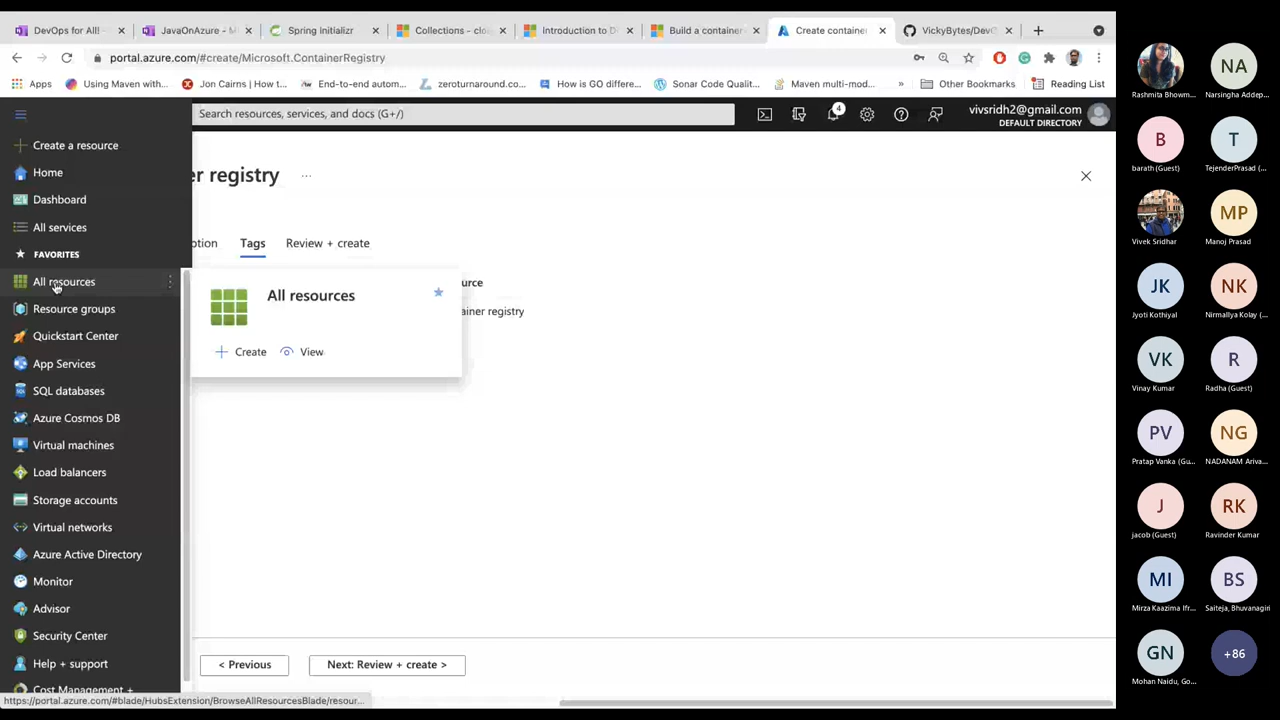 DevOps for All!
JavaOnAzure - M
Spring Initializr
Collections - clo
Introduction to D
Build a container
Create container
VickyBytes/DevO
portal.azure.com/#create/Microsoft.ContainerRegistry
Apps
Using Maven with...
Jon Cairns | How t...
End-to-end autom...
zeroturnaround.co...
How is GO differe...
Sonar Code Qualit...
Maven multi-mod...
»
Other Bookmarks
Reading List
Search resources, services, and docs (G+/)
4
vivsridh2@gmail.com
DEFAULT DIRECTORY
Create a resource
Home
Dashboard
All services
FAVORITES
All resources
Resource groups
Quickstart Center
App Services
SQL databases
Azure Cosmos DB
Virtual machines
Load balancers
Storage accounts
Virtual networks
Azure Active Directory
Monitor
Advisor
Security Center
Help + support
Cost Management +
er registry
...
ption
Tags
Review + create
urce
ainer registry
All resources
Create
View
< Previous
Next: Review + create >
https://portal.azure.com/#blade/HubsExtension/BrowseAllResourcesBlade/resour...
Rashmita Bhowm...
NA
Narsingha Addep...
B
barath (Guest)
T
TejenderPrasad (...
Vivek Sridhar
MP
Manoj Prasad
JK
Jyoti Kothiyal
NK
Nirmallya Kolay (...
VK
Vinay Kumar
R
Radha (Guest)
PV
Pratap Vanka (Gu...
NG
NADANAM Ariva...
J
jacob (Guest)
RK
Ravinder Kumar
MI
Mirza Kaazima Ifr...
BS
Saiteja, Bhuvanagiri
GN
Mohan Naidu, Go...
+86